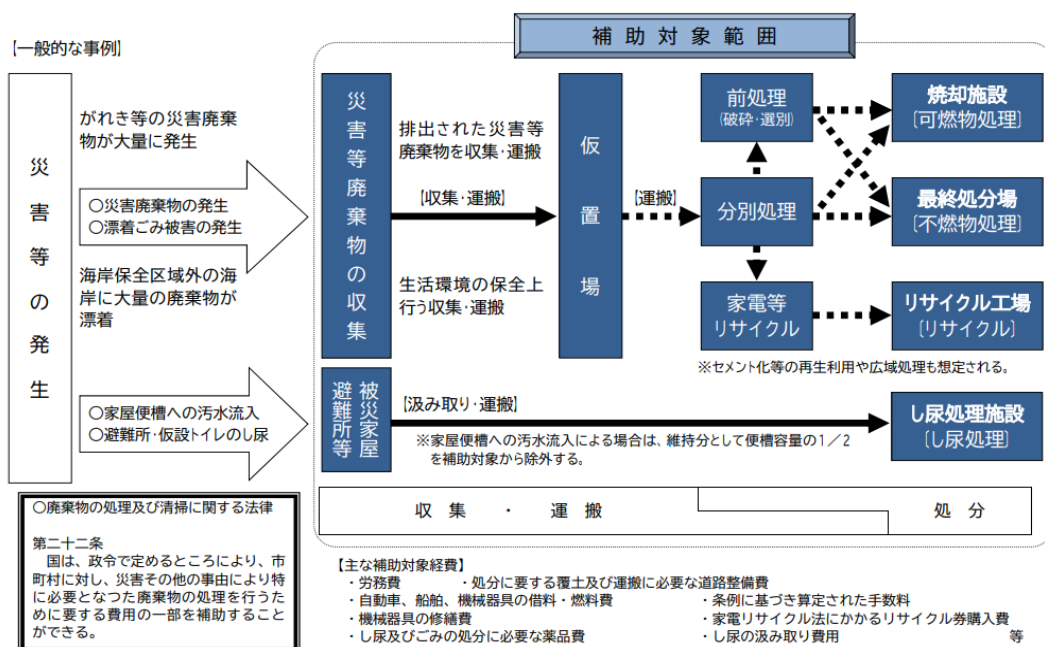 補助対象範囲
【一般的な事例】
災害等の発生
がれき等の災害廃棄
物が大量に発生
○災害廃棄物の発生
○漂着ごみ被害の発生
海岸保全区域外の海
岸に大量の廃棄物が
漂着
○家屋便槽への汚水流入
○避難所・仮設トイレのし尿
災害等廃棄物の収集
排出された災害等
廃棄物を収集・運搬
[収集・運搬]
生活環境の保全上
行う収集・運搬
仮置場
[運搬]
前処理
(破砕・選別)
分別処理
家電等
リサイクル
焼却施設
[可燃物処理]
最終処分場
[不燃物処理]
リサイクル工場
[リサイクル]
※セメント化等の再生利用や広域処理も想定される。
被災家屋
避難所等
[汲み取り・運搬]
※家屋便槽への汚水流入による場合は、維持分として便槽容量の1/2
を補助対象から除外する。
し尿処理施設
[し尿処理]
収集・運搬
処分
○廃棄物の処理及び清掃に関する法律
第二十二条
国は、政令で定めるところにより、市
町村に対し、災害その他の事由により特
に必要となつた廃棄物の処理を行う
ために要する費用の一部を補助すること
ができる。
【主な補助対象経費】
・労務費 ・処分に要する覆土及び運搬に必要な道路整備費
・自動車、船舶、機械器具の借料・燃料費 ・条例に基づき算定された手数料
・機械器具の修繕費 ・家電リサイクル法にかかるリサイクル券購入費
・し尿及びごみの処分に必要な薬品費 ・し尿の汲み取り費用 等